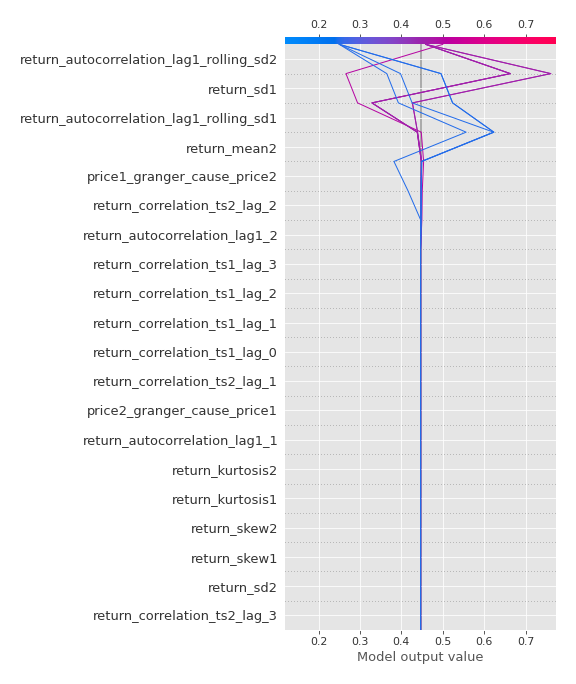 0.2 0.3 0.4 0.5 0.6 0.7
return_autocorrelation_lag1_rolling_sd2
return_sd1
return_autocorrelation_lag1_rolling_sd1
return_mean2
price1_granger_cause_price2
return_correlation_ts2_lag_2
return_autocorrelation_lag1_2
return_correlation_ts1_lag_3
return_correlation_ts1_lag_2
return_correlation_ts1_lag_1
return_correlation_ts1_lag_0
return_correlation_ts2_lag_1
price2_granger_cause_price1
return_autocorrelation_lag1_1
return_kurtosis2
return_kurtosis1
return_skew2
return_skew1
return_sd2
return_correlation_ts2_lag_3
0.2 0.3 0.4 0.5 0.6 0.7
Model output value